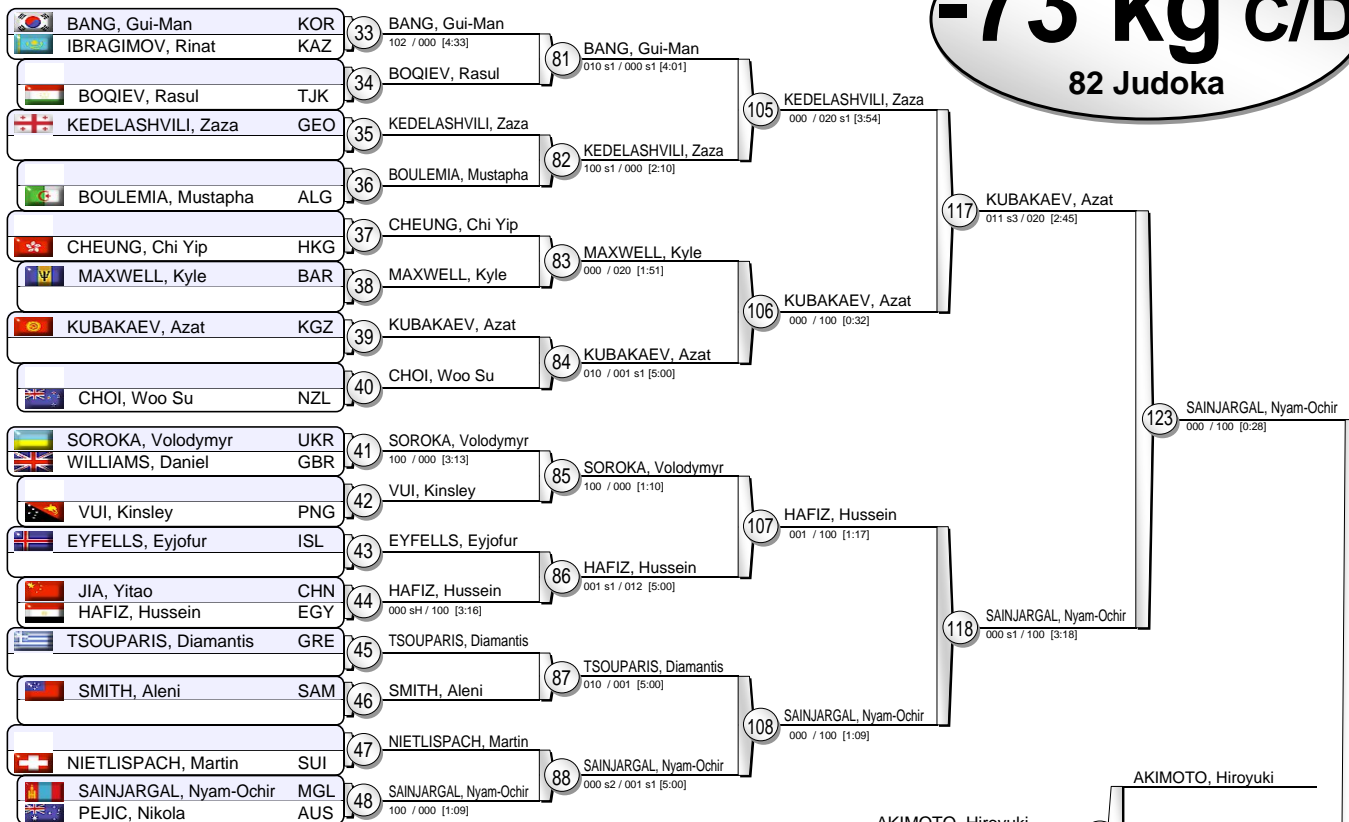 -73 kg C/D
82 Judoka
BANG, Gui-Man KOR
IBRAGIMOV, Rinat KAZ
33
BANG, Gui-Man
102 / 000 [4:33]
BOQIEV, Rasul TJK
34
BOQIEV, Rasul
81
BANG, Gui-Man
010 s1 / 000 s1 [4:01]
KEDELASHVILI, Zaza GEO
35
KEDELASHVILI, Zaza
BOULEMIA, Mustapha ALG
36
BOULEMIA, Mustapha
82
KEDELASHVILI, Zaza
100 s1 / 000 [2:10]
105
KEDELASHVILI, Zaza
000 / 020 s1 [3:54]
CHEUNG, Chi Yip HKG
37
CHEUNG, Chi Yip
MAXWELL, Kyle BAR
38
MAXWELL, Kyle
83
MAXWELL, Kyle
000 / 020 [1:51]
KUBAKAEV, Azat KGZ
39
KUBAKAEV, Azat
CHOI, Woo Su NZL
40
CHOI, Woo Su
84
KUBAKAEV, Azat
010 / 001 s1 [5:00]
106
KUBAKAEV, Azat
000 / 100 [0:32]
117
KUBAKAEV, Azat
011 s3 / 020 [2:45]
SOROKA, Volodymyr UKR
WILLIAMS, Daniel GBR
41
SOROKA, Volodymyr
100 / 000 [3:13]
VUI, Kinsley PNG
42
VUI, Kinsley
85
SOROKA, Volodymyr
100 / 000 [1:10]
EYFELLS, Eyjofur ISL
43
EYFELLS, Eyjofur
JIA, Yitao CHN
HAFIZ, Hussein EGY
44
HAFIZ, Hussein
000 sH / 100 [3:16]
86
HAFIZ, Hussein
001 s1 / 012 [5:00]
107
HAFIZ, Hussein
001 / 100 [1:17]
TSOUPARIS, Diamantis GRE
45
TSOUPARIS, Diamantis
SMITH, Aleni SAM
46
SMITH, Aleni
87
TSOUPARIS, Diamantis
010 / 001 [5:00]
NIETLISPACH, Martin SUI
47
NIETLISPACH, Martin
SAINJARGAL, Nyam-Ochir MGL
PEJIC, Nikola AUS
48
SAINJARGAL, Nyam-Ochir
100 / 000 [1:09]
88
SAINJARGAL, Nyam-Ochir
000 s2 / 001 s1 [5:00]
108
SAINJARGAL, Nyam-Ochir
000 / 100 [1:09]
118
SAINJARGAL, Nyam-Ochir
000 s1 / 100 [3:18]
123
SAINJARGAL, Nyam-Ochir
000 / 100 [0:28]
AKIMOTO, Hiroyuki
AKIMOTO, Hiroyuki